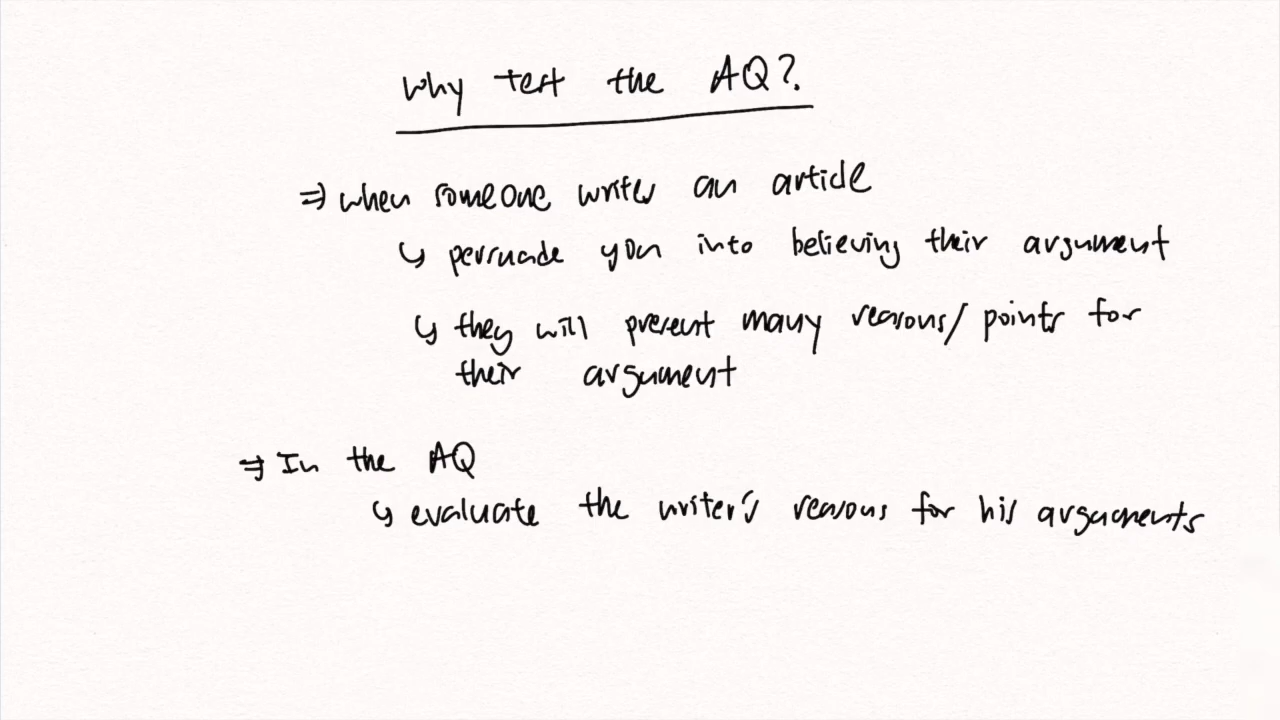 Why test the AQ?
⇒ when someone writes an article
↳ persuade you into believing their argument
↳ they will present many reasons/points for
their argument
⇒ In the AQ
↳ evaluate the writer's reasons for his arguments